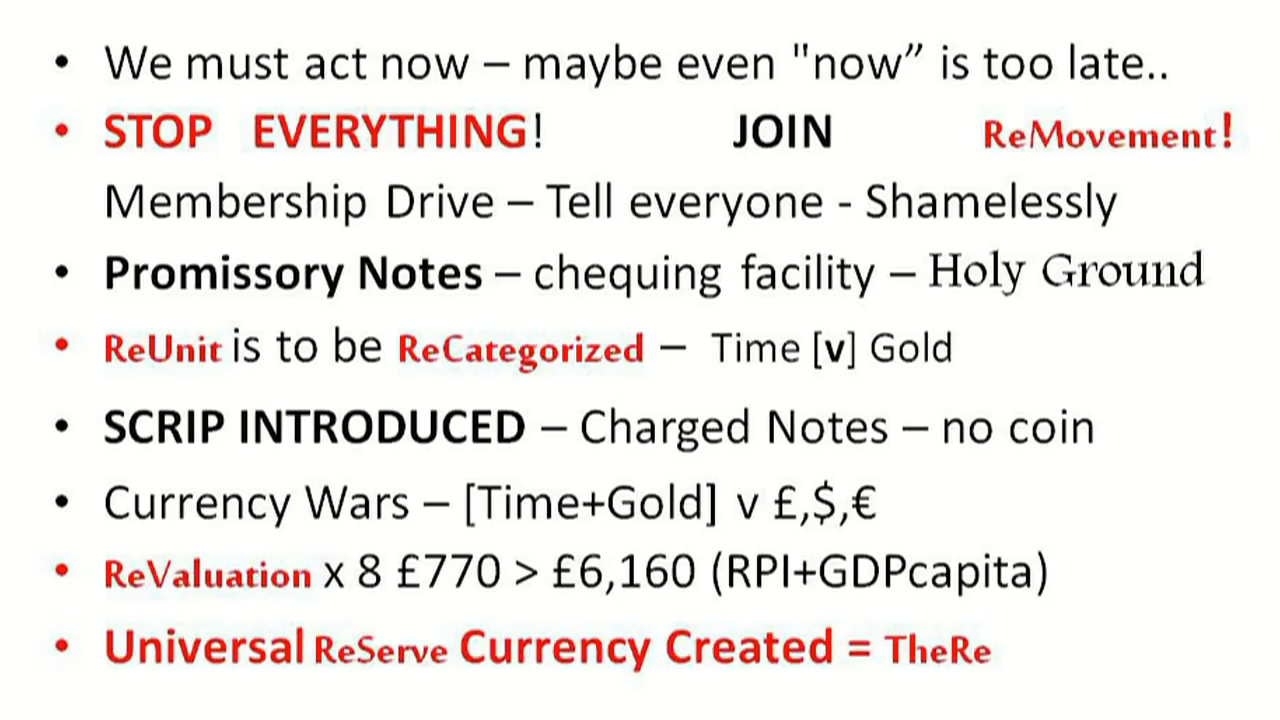 • We must act now – maybe even "now” is too late..
• STOP EVERYTHING! JOIN ReMovement!
Membership Drive – Tell everyone - Shamelessly
• Promissory Notes – chequing facility – Holy Ground
• ReUnit is to be ReCategorized – Time [v] Gold
• SCRIP INTRODUCED – Charged Notes – no coin
• Currency Wars – [Time+Gold] v £,$,€
• ReValuation x 8 £770 > £6,160 (RPI+GDPcapita)
• Universal ReServe Currency Created = TheRe